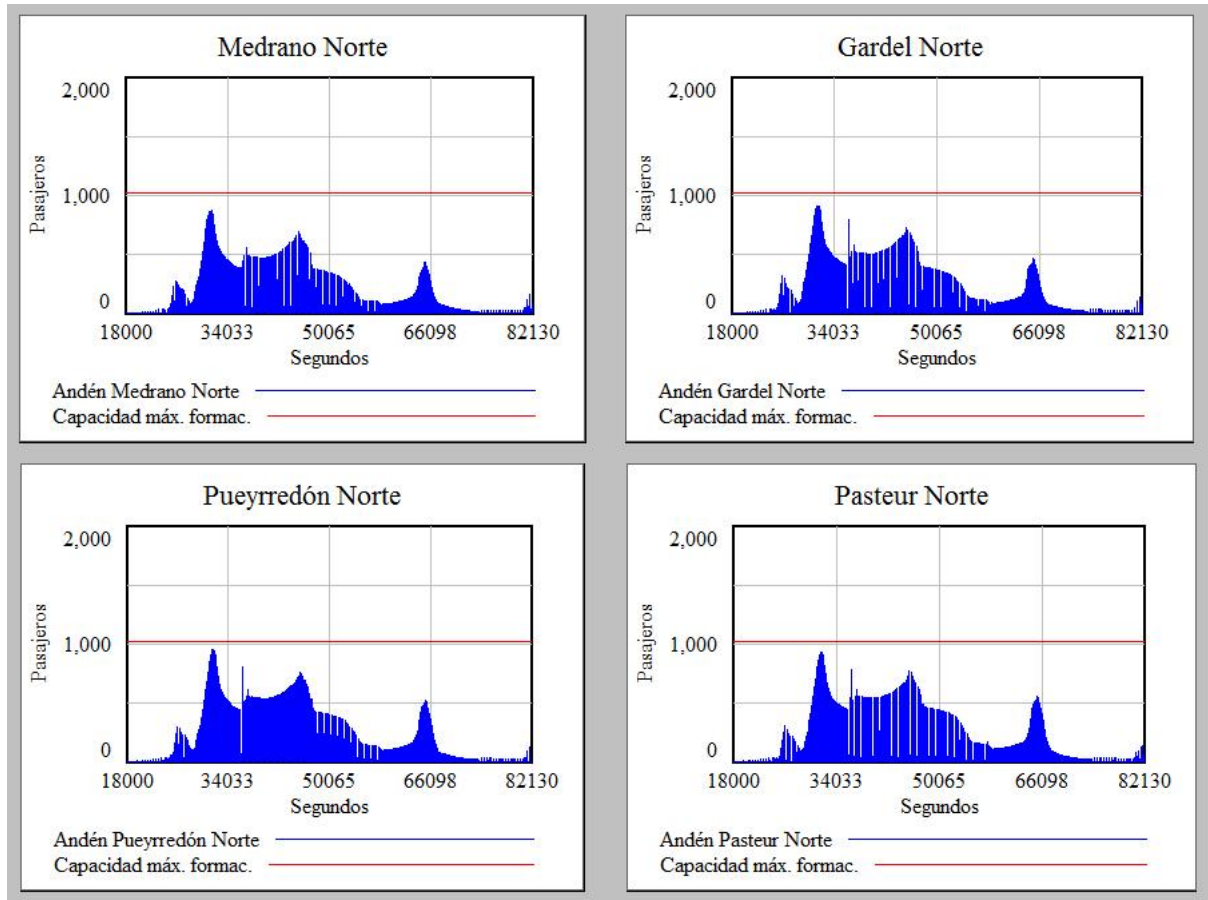 Medrano Norte
2,000
1,000
0
Pasajeros
18000 34033 50065 66098 82130
Segundos
Andén Medrano Norte
Capacidad máx. formac.
Gardel Norte
2,000
1,000
0
Pasajeros
18000 34033 50065 66098 82130
Segundos
Andén Gardel Norte
Capacidad máx. formac.
Pueyrredón Norte
2,000
1,000
0
Pasajeros
18000 34033 50065 66098 82130
Segundos
Andén Pueyrredón Norte
Capacidad máx. formac.
Pasteur Norte
2,000
1,000
0
Pasajeros
18000 34033 50065 66098 82130
Segundos
Andén Pasteur Norte
Capacidad máx. formac.